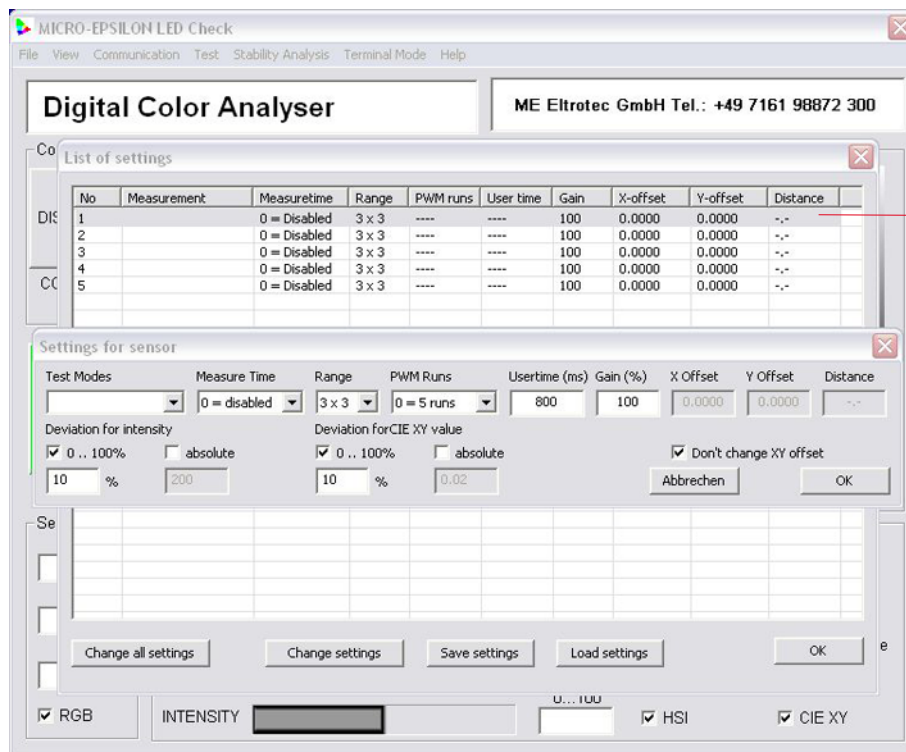 MICRO-EPSILON LED Check
File View Communication Test Stability Analysis Terminal Mode Help
Digital Color Analyser
ME Eltrotec GmbH Tel.: +49 7161 98872 300
Co
List of settings
No Measurement Measuretime Range PWM runs User time Gain X-offset Y-offset Distance
DIS
1 0 = Disabled 3 x 3 ---- ---- 100 0.0000 0.0000 -.-
2 0 = Disabled 3 x 3 ---- ---- 100 0.0000 0.0000 -.-
3 0 = Disabled 3 x 3 ---- ---- 100 0.0000 0.0000 -.-
4 0 = Disabled 3 x 3 ---- ---- 100 0.0000 0.0000 -.-
CO
5 0 = Disabled 3 x 3 ---- ---- 100 0.0000 0.0000 -.-
Settings for sensor
Test Modes Measure Time Range PWM Runs Usertime (ms) Gain (%) X Offset Y Offset Distance
0 = disabled 3 x 3 0 = 5 runs 800 100 0.0000 0.0000 -.-
Deviation for intensity Deviation forCIE XY value
0 .. 100% absolute 0 .. 100% absolute Don't change XY offset
10 % 200 10 % 0.02 Abbrechen OK
Se
Change all settings Change settings Save settings Load settings OK
e
0...100
RGB INTENSITY HSI CIE XY